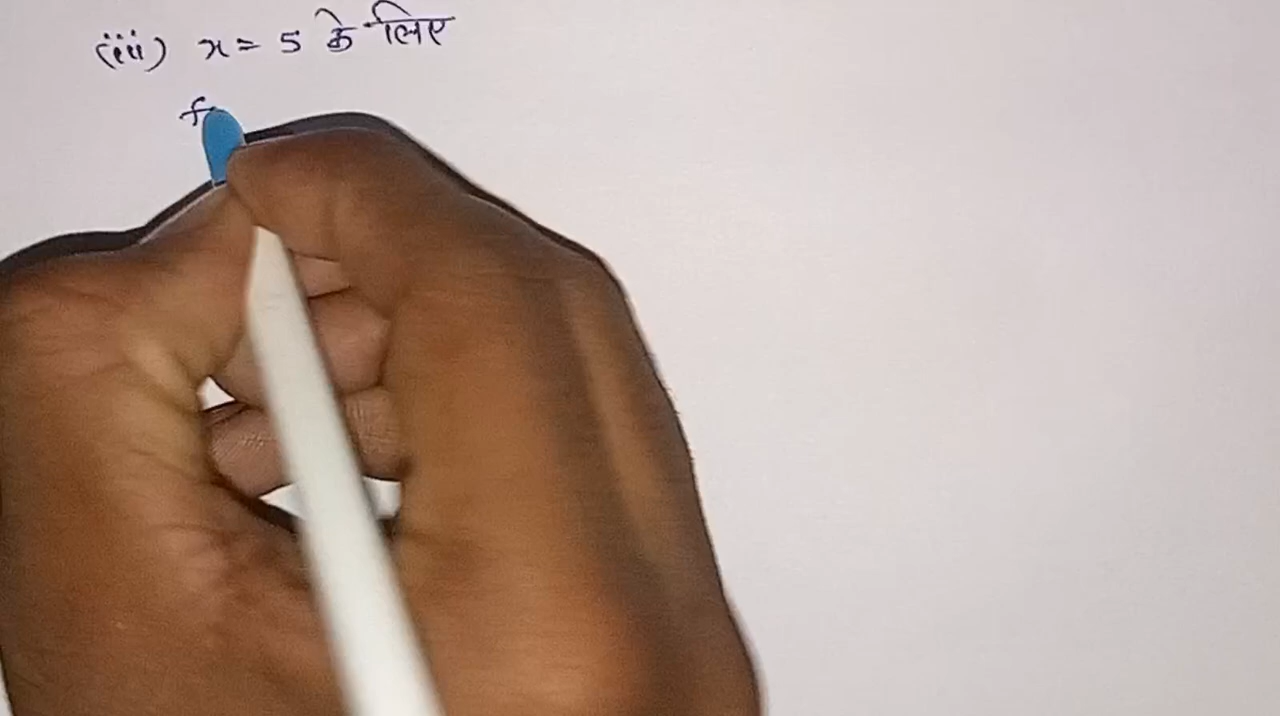 (iii) x = 5 के लिए
f